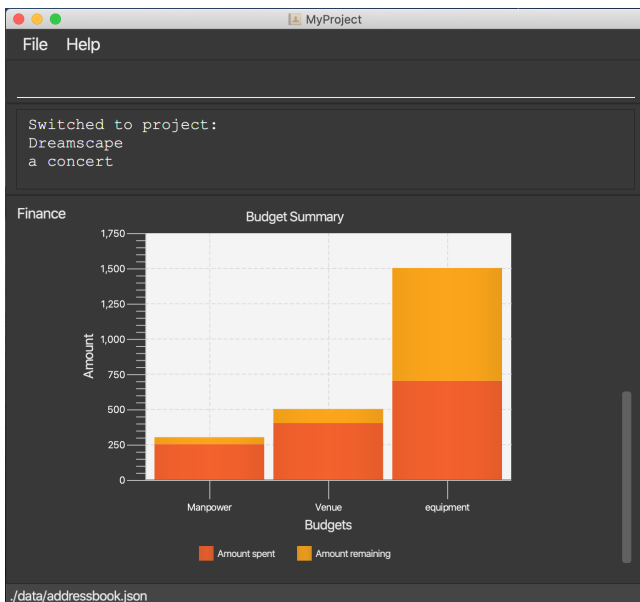 MyProject
File Help
Switched to project:
Dreamscape
a concert
Finance
Budget Summary
1,750
1,500
1,250
1,000
750
500
250
0
Amount
Manpower Venue equipment
Budgets
Amount spent Amount remaining
./data/addressbook.json